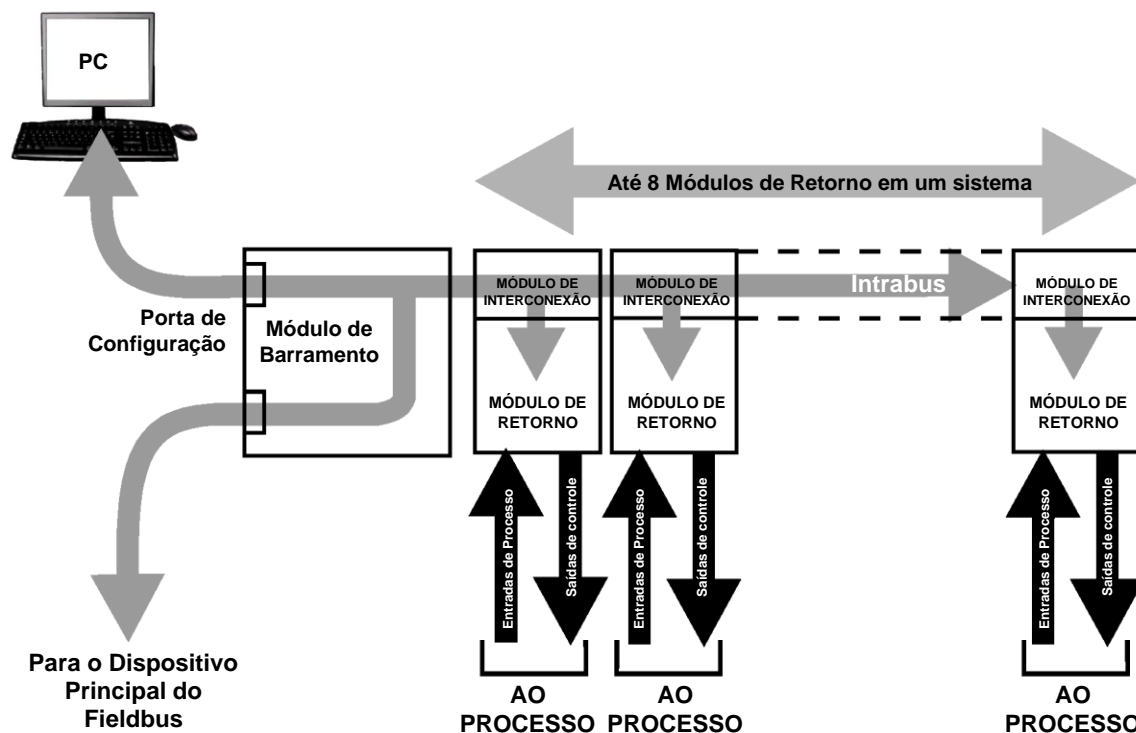 PC
Até 8 Módulos de Retorno em um sistema
Porta de
Configuração
Módulo de
Barramento
MÓDULO DE
INTERCONEXÃO
MÓDULO DE
INTERCONEXÃO
Intrabus
MÓDULO DE
INTERCONEXÃO
MÓDULO DE
RETORNO
MÓDULO DE
RETORNO
MÓDULO DE
RETORNO
Entradas de Processo
Saídas de controle
Entradas de Processo
Saídas de controle
Entradas de Processo
Saídas de controle
Para o Dispositivo
Principal do
Fieldbus
AO
PROCESSO
AO
PROCESSO
AO
PROCESSO